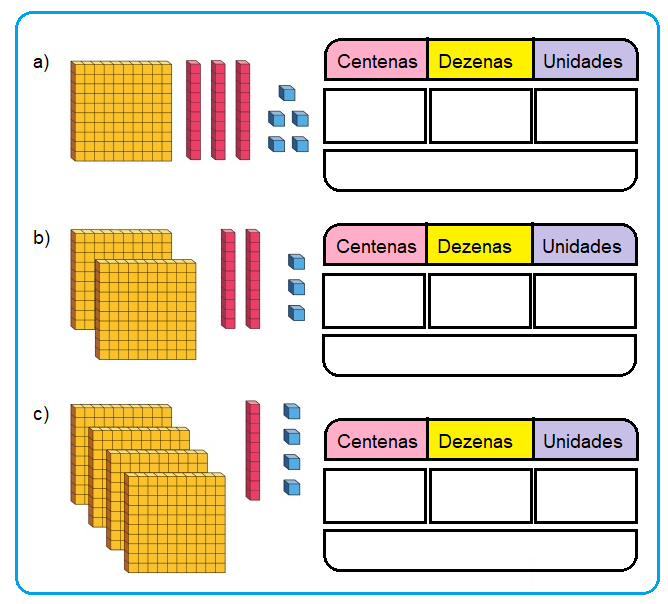 a)
Centenas Dezenas Unidades
b)
Centenas Dezenas Unidades
c)
Centenas Dezenas Unidades